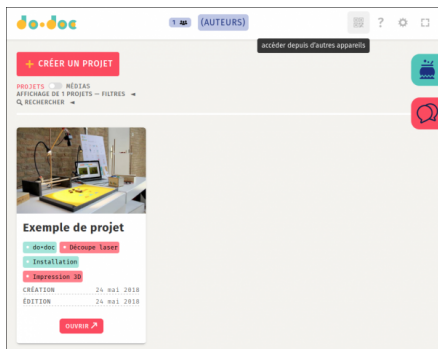 do•doc
1 (AUTEURS)
?
accéder depuis d'autres appareils
+ CRÉER UN PROJET
PROJETS MÉDIAS
AFFICHAGE DE 1 PROJETS — FILTRES
RECHERCHER
Exemple de projet
do•doc Découpe laser
Installation
Impression 3D
CRÉATION 24 mai 2018
ÉDITION 24 mai 2018
OUVRIR ↗